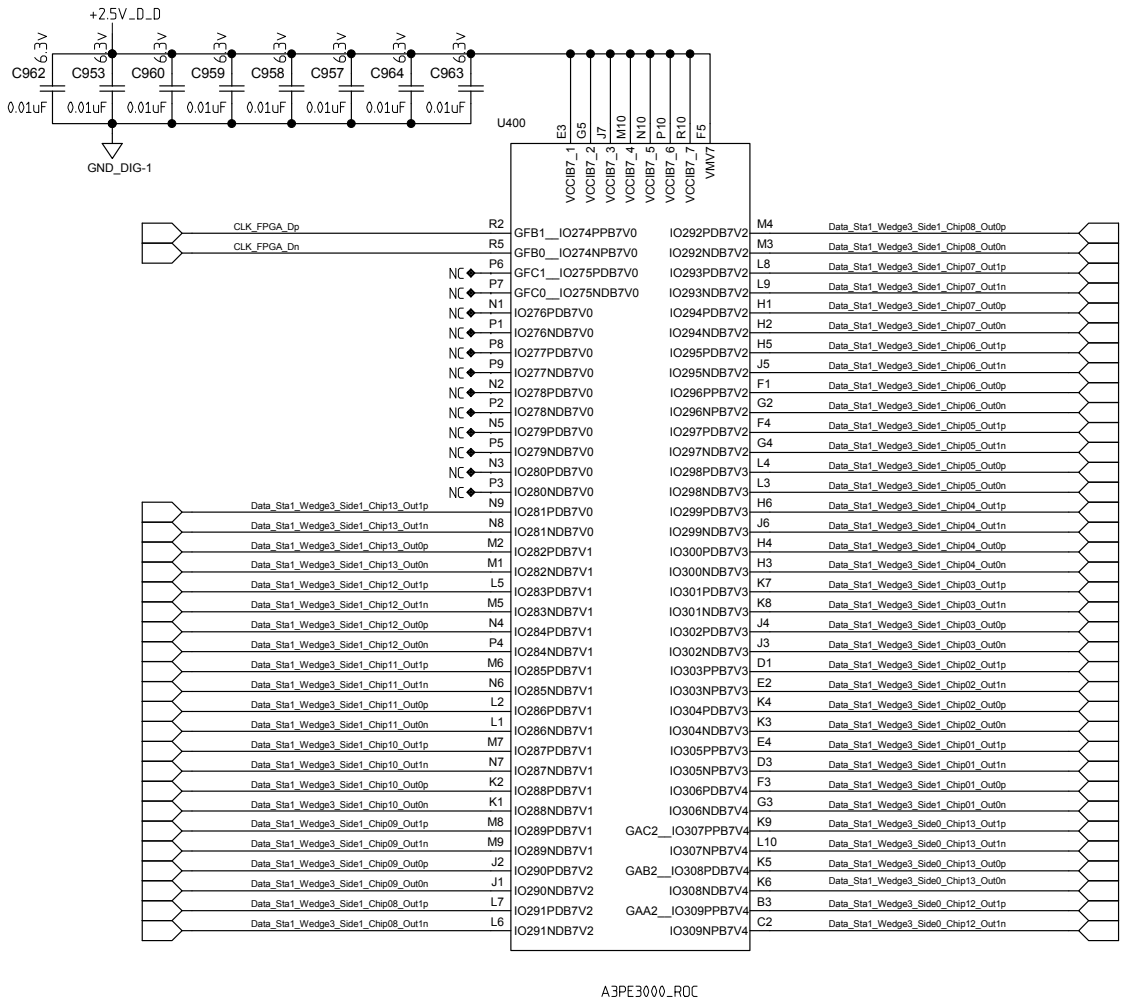 +2.5V_D_D
6.3v 6.3v 6.3v 6.3v 6.3v 6.3v 6.3v 6.3v
C962 C953 C960 C959 C958 C957 C964 C963
0.01uF 0.01uF 0.01uF 0.01uF 0.01uF 0.01uF 0.01uF 0.01uF
GND_DIG-1
U400
E3 G5 J7 M10 N10 P10 R10 F5
VCCIB7_1 VCCIB7_2 VCCIB7_3 VCCIB7_4 VCCIB7_5 VCCIB7_6 VCCIB7_7 VMV7
CLK_FPGA_Dp R2 GFB1__IO274PPB7V0 IO292PDB7V2 M4 Data_Sta1_Wedge3_Side1_Chip08_Out0p
CLK_FPGA_Dn R5 GFB0__IO274NPB7V0 IO292NDB7V2 M3 Data_Sta1_Wedge3_Side1_Chip08_Out0n
NC P6 GFC1__IO275PDB7V0 IO293PDB7V2 L8 Data_Sta1_Wedge3_Side1_Chip07_Out1p
NC P7 GFC0__IO275NDB7V0 IO293NDB7V2 L9 Data_Sta1_Wedge3_Side1_Chip07_Out1n
NC N1 IO276PDB7V0 IO294PDB7V2 H1 Data_Sta1_Wedge3_Side1_Chip07_Out0p
NC P1 IO276NDB7V0 IO294NDB7V2 H2 Data_Sta1_Wedge3_Side1_Chip07_Out0n
NC P8 IO277PDB7V0 IO295PDB7V2 H5 Data_Sta1_Wedge3_Side1_Chip06_Out1p
NC P9 IO277NDB7V0 IO295NDB7V2 J5 Data_Sta1_Wedge3_Side1_Chip06_Out1n
NC N2 IO278PDB7V0 IO296PPB7V2 F1 Data_Sta1_Wedge3_Side1_Chip06_Out0p
NC P2 IO278NDB7V0 IO296NPB7V2 G2 Data_Sta1_Wedge3_Side1_Chip06_Out0n
NC N5 IO279PDB7V0 IO297PDB7V2 F4 Data_Sta1_Wedge3_Side1_Chip05_Out1p
NC P5 IO279NDB7V0 IO297NDB7V2 G4 Data_Sta1_Wedge3_Side1_Chip05_Out1n
NC N3 IO280PDB7V0 IO298PDB7V3 L4 Data_Sta1_Wedge3_Side1_Chip05_Out0p
NC P3 IO280NDB7V0 IO298NDB7V3 L3 Data_Sta1_Wedge3_Side1_Chip05_Out0n
Data_Sta1_Wedge3_Side1_Chip13_Out1p N9 IO281PDB7V0 IO299PDB7V3 H6 Data_Sta1_Wedge3_Side1_Chip04_Out1p
Data_Sta1_Wedge3_Side1_Chip13_Out1n N8 IO281NDB7V0 IO299NDB7V3 J6 Data_Sta1_Wedge3_Side1_Chip04_Out1n
Data_Sta1_Wedge3_Side1_Chip13_Out0p M2 IO282PDB7V1 IO300PDB7V3 H4 Data_Sta1_Wedge3_Side1_Chip04_Out0p
Data_Sta1_Wedge3_Side1_Chip13_Out0n M1 IO282NDB7V1 IO300NDB7V3 H3 Data_Sta1_Wedge3_Side1_Chip04_Out0n
Data_Sta1_Wedge3_Side1_Chip12_Out1p L5 IO283PDB7V1 IO301PDB7V3 K7 Data_Sta1_Wedge3_Side1_Chip03_Out1p
Data_Sta1_Wedge3_Side1_Chip12_Out1n M5 IO283NDB7V1 IO301NDB7V3 K8 Data_Sta1_Wedge3_Side1_Chip03_Out1n
Data_Sta1_Wedge3_Side1_Chip12_Out0p N4 IO284PDB7V1 IO302PDB7V3 J4 Data_Sta1_Wedge3_Side1_Chip03_Out0p
Data_Sta1_Wedge3_Side1_Chip12_Out0n P4 IO284NDB7V1 IO302NDB7V3 J3 Data_Sta1_Wedge3_Side1_Chip03_Out0n
Data_Sta1_Wedge3_Side1_Chip11_Out1p M6 IO285PDB7V1 IO303PPB7V3 D1 Data_Sta1_Wedge3_Side1_Chip02_Out1p
Data_Sta1_Wedge3_Side1_Chip11_Out1n N6 IO285NDB7V1 IO303NPB7V3 E2 Data_Sta1_Wedge3_Side1_Chip02_Out1n
Data_Sta1_Wedge3_Side1_Chip11_Out0p L2 IO286PDB7V1 IO304PDB7V3 K4 Data_Sta1_Wedge3_Side1_Chip02_Out0p
Data_Sta1_Wedge3_Side1_Chip11_Out0n L1 IO286NDB7V1 IO304NDB7V3 K3 Data_Sta1_Wedge3_Side1_Chip02_Out0n
Data_Sta1_Wedge3_Side1_Chip10_Out1p M7 IO287PDB7V1 IO305PPB7V3 E4 Data_Sta1_Wedge3_Side1_Chip01_Out1p
Data_Sta1_Wedge3_Side1_Chip10_Out1n N7 IO287NDB7V1 IO305NPB7V3 D3 Data_Sta1_Wedge3_Side1_Chip01_Out1n
Data_Sta1_Wedge3_Side1_Chip10_Out0p K2 IO288PDB7V1 IO306PDB7V4 F3 Data_Sta1_Wedge3_Side1_Chip01_Out0p
Data_Sta1_Wedge3_Side1_Chip10_Out0n K1 IO288NDB7V1 IO306NDB7V4 G3 Data_Sta1_Wedge3_Side1_Chip01_Out0n
Data_Sta1_Wedge3_Side1_Chip09_Out1p M8 IO289PDB7V1 GAC2__IO307PPB7V4 K9 Data_Sta1_Wedge3_Side0_Chip13_Out1p
Data_Sta1_Wedge3_Side1_Chip09_Out1n M9 IO289NDB7V1 IO307NPB7V4 L10 Data_Sta1_Wedge3_Side0_Chip13_Out1n
Data_Sta1_Wedge3_Side1_Chip09_Out0p J2 IO290PDB7V2 GAB2__IO308PDB7V4 K5 Data_Sta1_Wedge3_Side0_Chip13_Out0p
Data_Sta1_Wedge3_Side1_Chip09_Out0n J1 IO290NDB7V2 IO308NDB7V4 K6 Data_Sta1_Wedge3_Side0_Chip13_Out0n
Data_Sta1_Wedge3_Side1_Chip08_Out1p L7 IO291PDB7V2 GAA2__IO309PPB7V4 B3 Data_Sta1_Wedge3_Side0_Chip12_Out1p
Data_Sta1_Wedge3_Side1_Chip08_Out1n L6 IO291NDB7V2 IO309NPB7V4 C2 Data_Sta1_Wedge3_Side0_Chip12_Out1n
A3PE3000_ROC